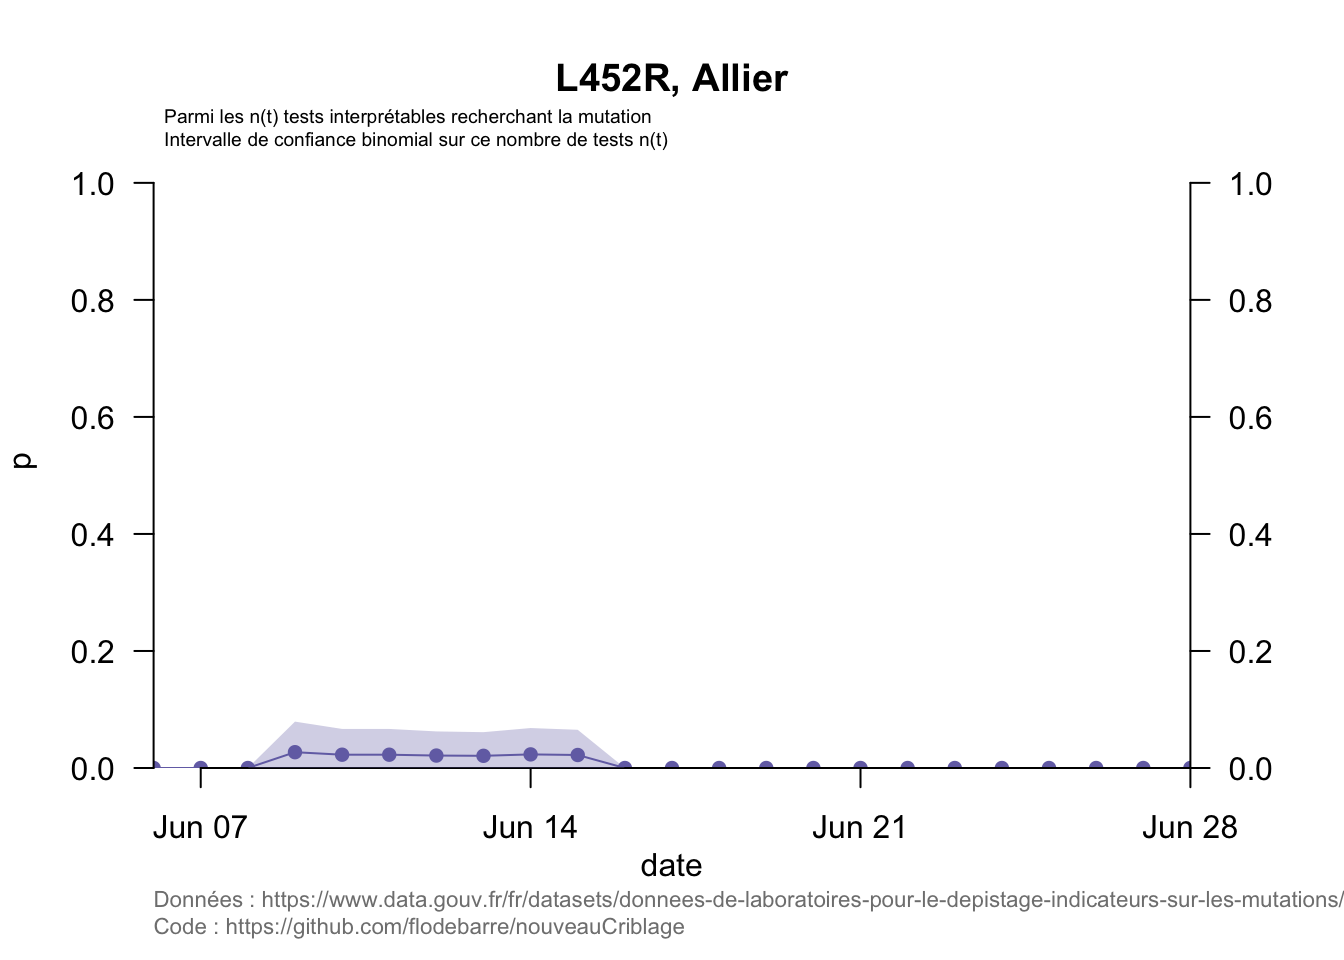 L452R, Allier
Parmi les n(t) tests interprétables recherchant la mutation
Intervalle de confiance binomial sur ce nombre de tests n(t)
1.0 1.0
0.8 0.8
0.6 0.6
p
0.4 0.4
0.2 0.2
0.0 0.0
Jun 07 Jun 14 Jun 21 Jun 28
date
Données : https://www.data.gouv.fr/fr/datasets/donnees-de-laboratoires-pour-le-depistage-indicateurs-sur-les-mutations/
Code : https://github.com/flodebarre/nouveauCriblage